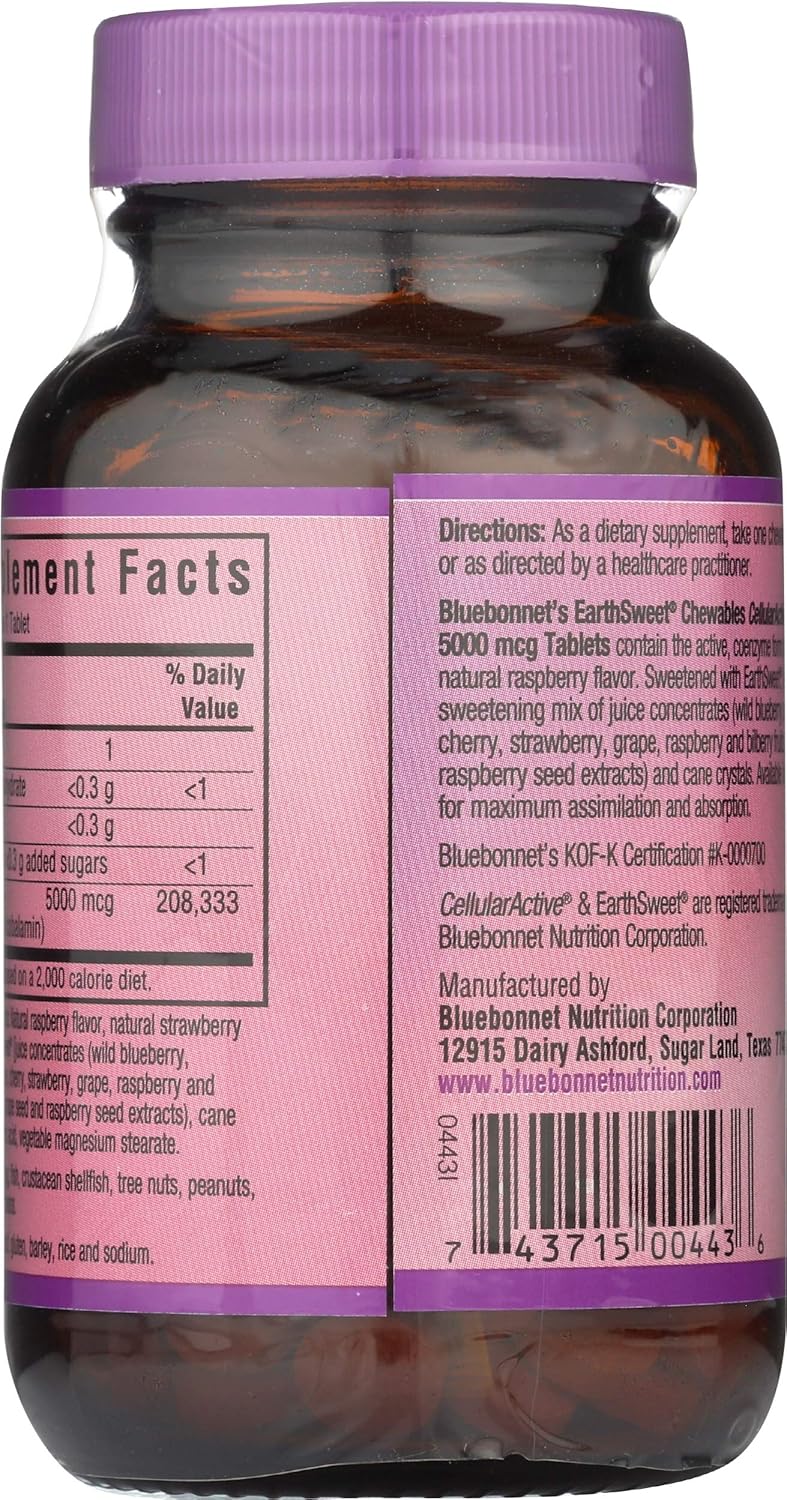 Facts
Tablet
% Daily
Value
1
<0.3 g <1
<0.3 g
g added sugars <1
5000 mcg 208,333
on a 2,000 calorie diet.
raspberry flavor, natural strawberry
juice concentrates (wild blueberry,
cherry, strawberry, grape, raspberry and
seed and raspberry seed extracts), cane
vegetable magnesium stearate.
crustacean shellfish, tree nuts, peanuts,
gluten, barley, rice and sodium.
Directions: As a dietary supplement, take one
or as directed by a healthcare practitioner.
Bluebonnet's EarthSweet® Chewables
5000 mcg Tablets contain the active, coenzyme
natural raspberry flavor. Sweetened with EarthSweet®,
sweetening mix of juice concentrates (wild blueberry,
cherry, strawberry, grape, raspberry and bilberry
raspberry seed extracts) and cane crystals. Available
for maximum assimilation and absorption.
Bluebonnet's KOF-K Certification #K-0000700
CellularActive® & EarthSweet® are registered
Bluebonnet Nutrition Corporation.
Manufactured by
Bluebonnet Nutrition Corporation
12915 Dairy Ashford, Sugar Land, Texas
www.bluebonnetnutrition.com
0443I
7 43715 00443 6